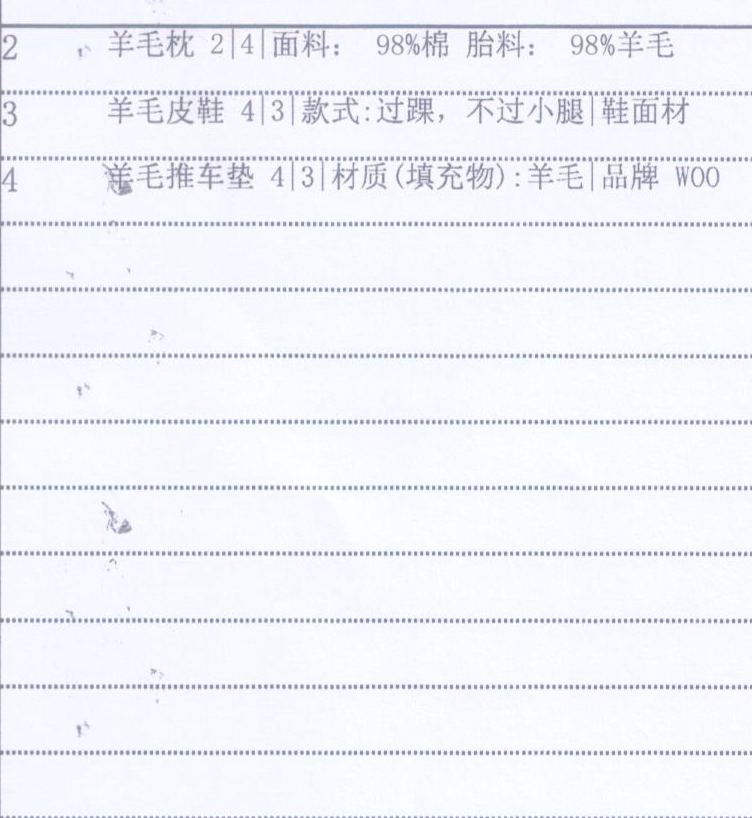 2 羊毛枕 2|4|面料： 98%棉 胎料： 98%羊毛
3 羊毛皮鞋 4|3|款式:过踝，不过小腿|鞋面材
4 羊毛推车垫 4|3|材质(填充物):羊毛|品牌 WOO